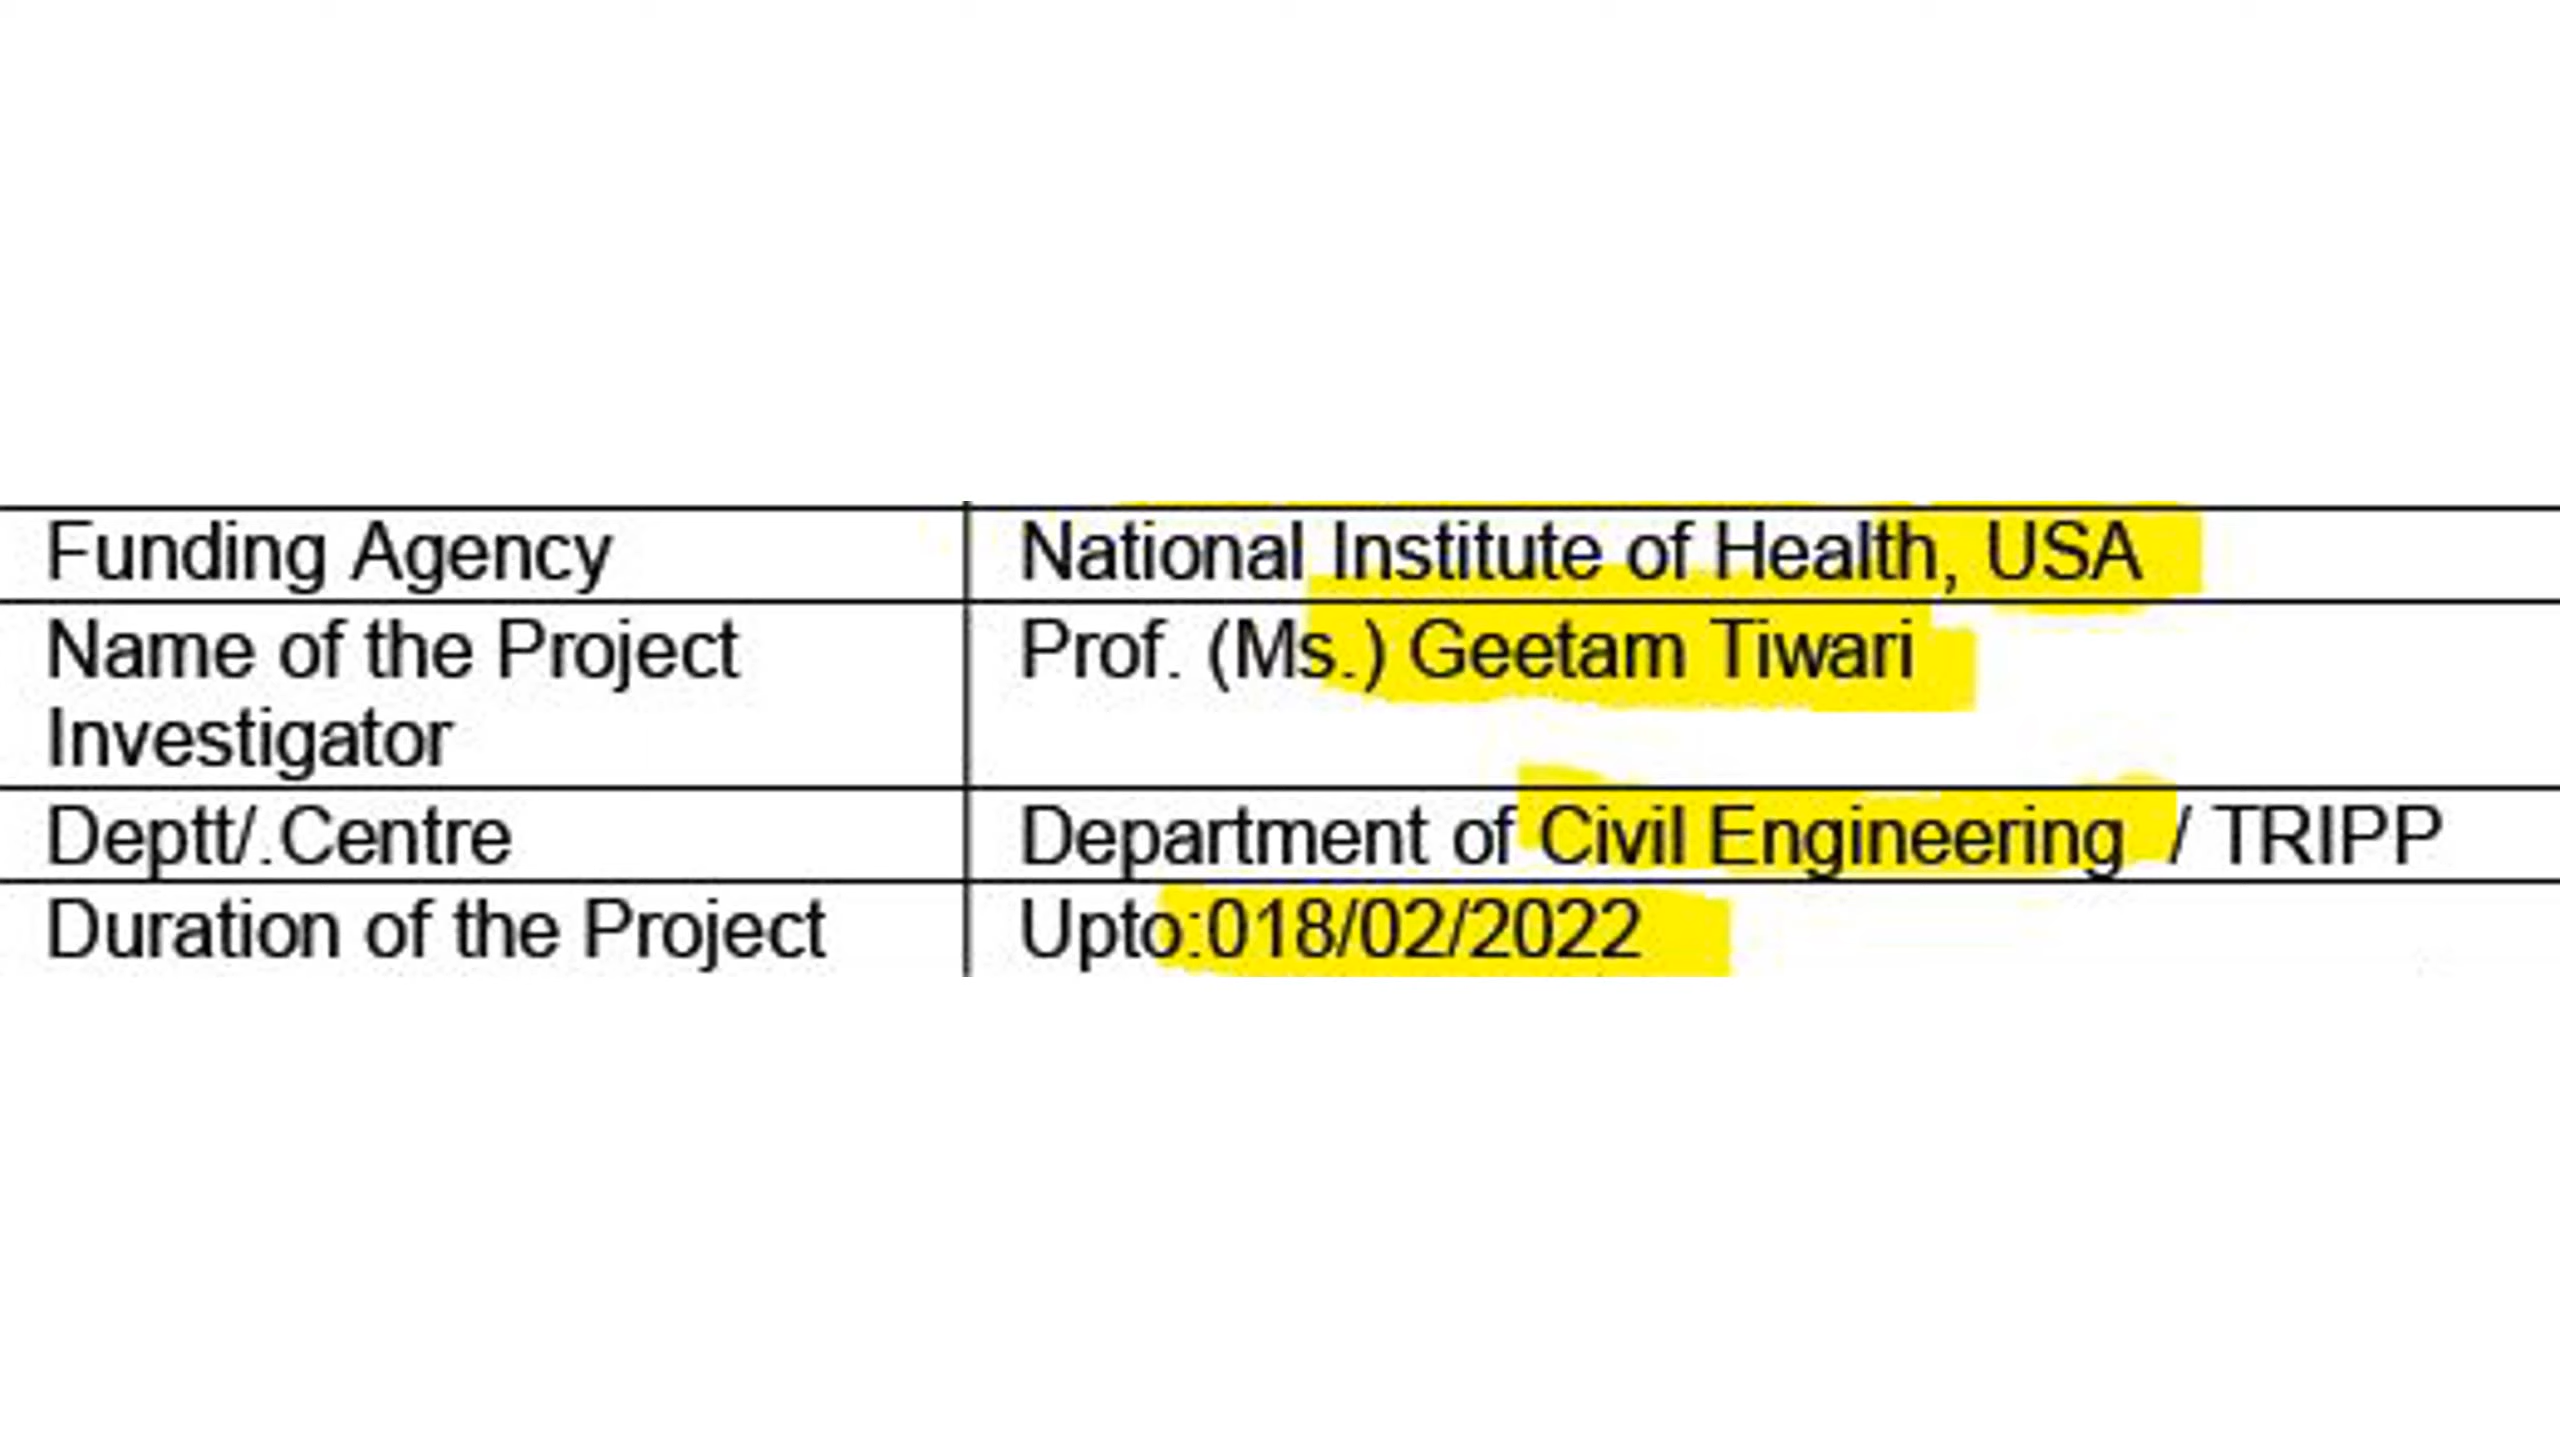 Funding Agency National Institute of Health, USA
Name of the Project Prof. (Ms.) Geetam Tiwari
Investigator
Deptt/.Centre Department of Civil Engineering / TRIPP
Duration of the Project Upto:018/02/2022